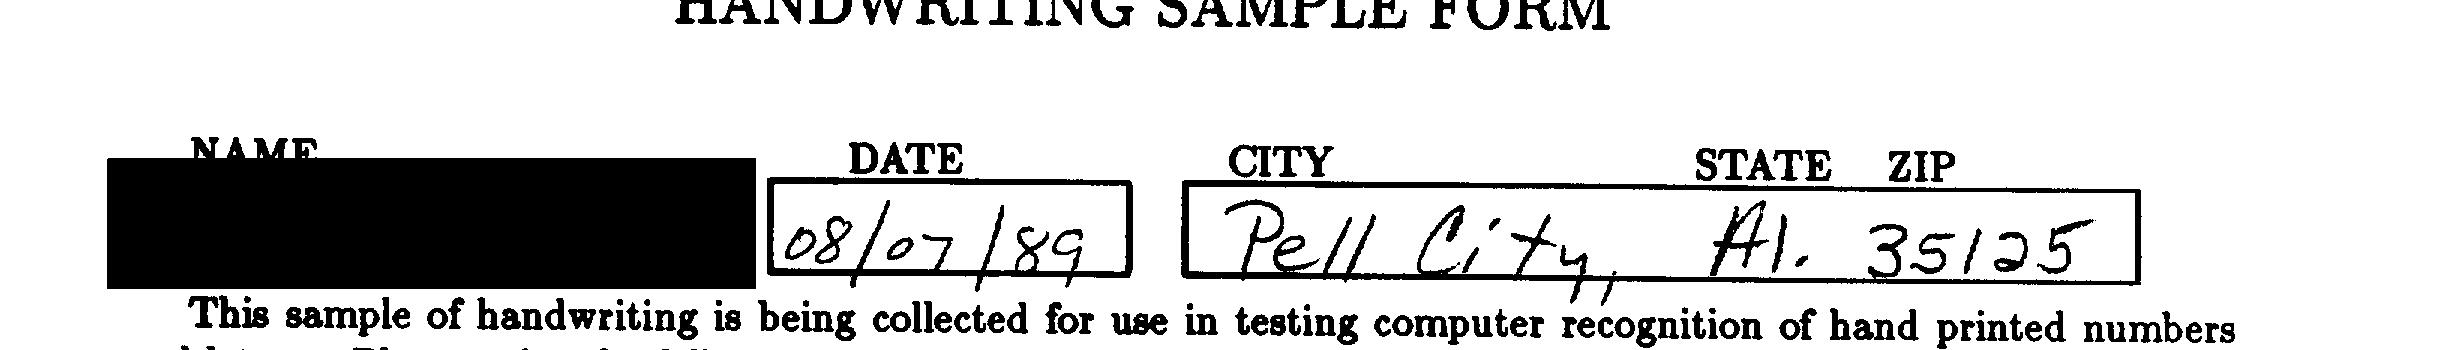 HANDWRITING SAMPLE FORM
NAME DATE CITY STATE ZIP
08/07/89 Pell City, Al. 35125
This sample of handwriting is being collected for use in testing computer recognition of hand printed numbers